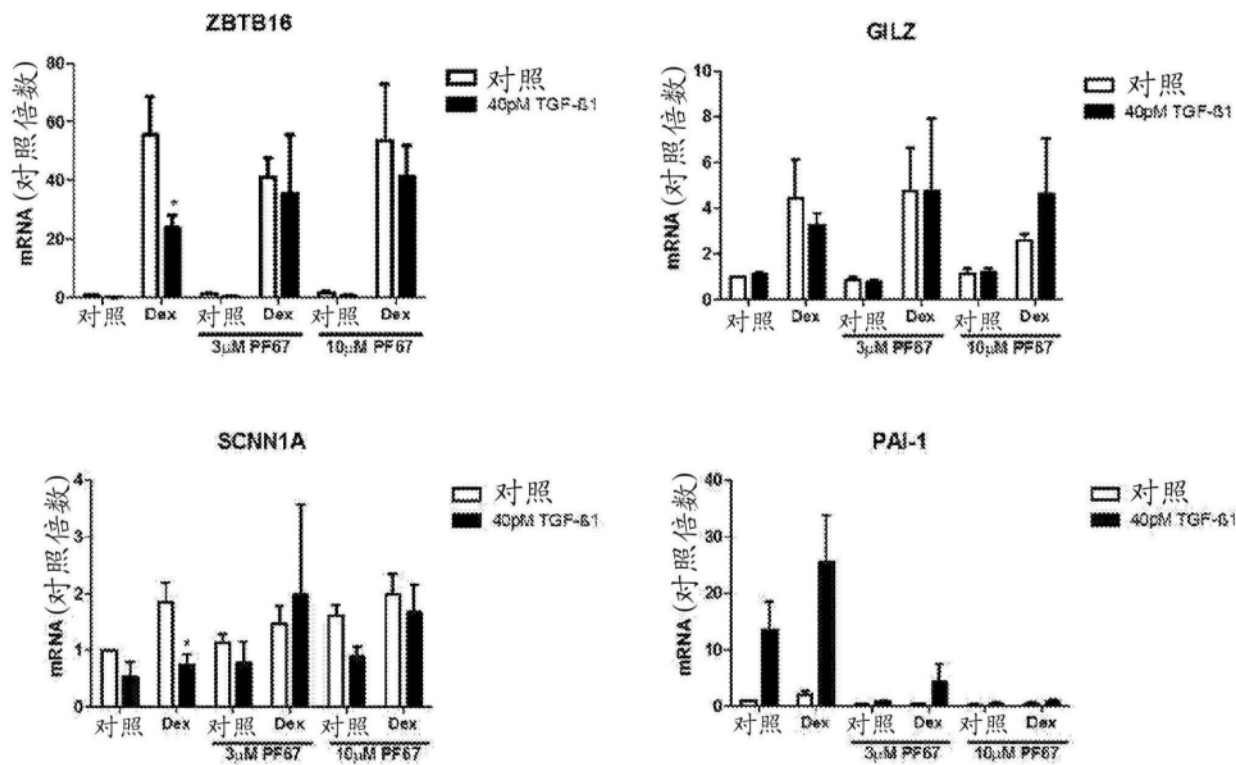 ZBTB16
mRNA (对照倍数)
80
60
40
20
0
对照
40pM TGF-ß1
对照 Dex 对照 Dex 对照 Dex
3µM PF67 10µM PF67
GILZ
mRNA (对照倍数)
10
8
6
4
2
0
对照
40pM TGF-ß1
对照 Dex 对照 Dex 对照 Dex
3µM PF67 10µM PF67
SCNN1A
mRNA (对照倍数)
4
3
2
1
0
对照
40pM TGF-ß1
*
对照 Dex 对照 Dex 对照 Dex
3µM PF67 10µM PF67
PAI-1
mRNA (对照倍数)
40
30
20
10
0
对照
40pM TGF-ß1
对照 Dex 对照 Dex 对照 Dex
3µM PF67 10µM PF67